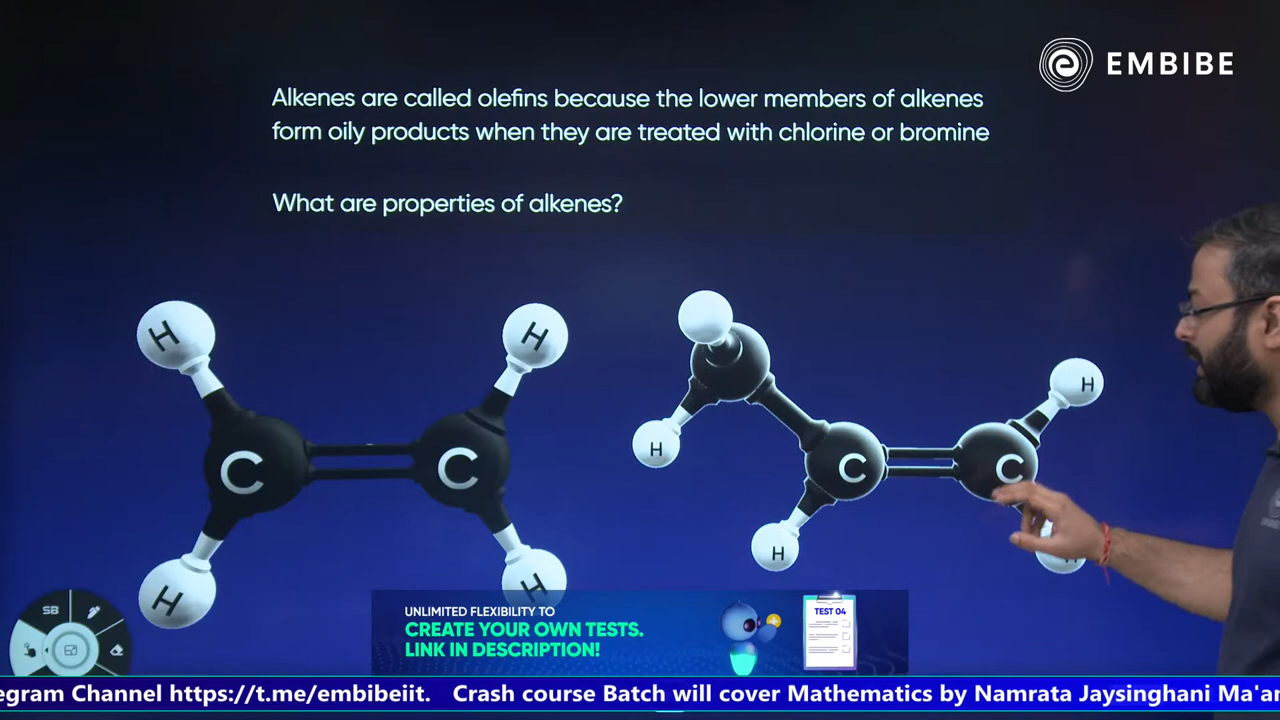 EMBIBE
Alkenes are called olefins because the lower members of alkenes
form oily products when they are treated with chlorine or bromine
What are properties of alkenes?
H
H
H
H
C
C
H
C
C
H
H
H
H
H
UNLIMITED FLEXIBILITY TO
CREATE YOUR OWN TESTS.
LINK IN DESCRIPTION!
TEST 04
SB
egram Channel https://t.me/embibeiit. Crash course Batch will cover Mathematics by Namrata Jaysinghani Ma'a